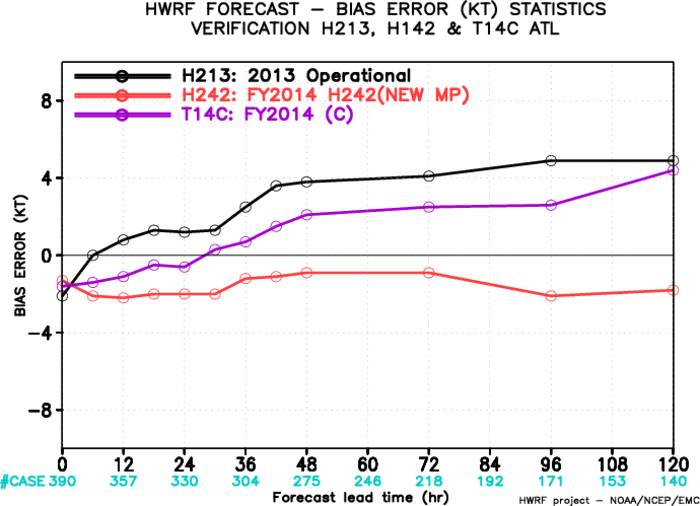 HWRF FORECAST – BIAS ERROR (KT) STATISTICS
VERIFICATION H213, H142 & T14C ATL
H213: 2013 Operational
H242: FY2014 H242(NEW MP)
T14C: FY2014 (C)
8
4
0
−4
−8
BIAS ERROR (KT)
0 12 24 36 48 60 72 84 96 108 120
#CASE 390 357 330 304 275 246 218 192 171 153 140
Forecast lead time (hr)
HWRF project – NOAA/NCEP/EMC